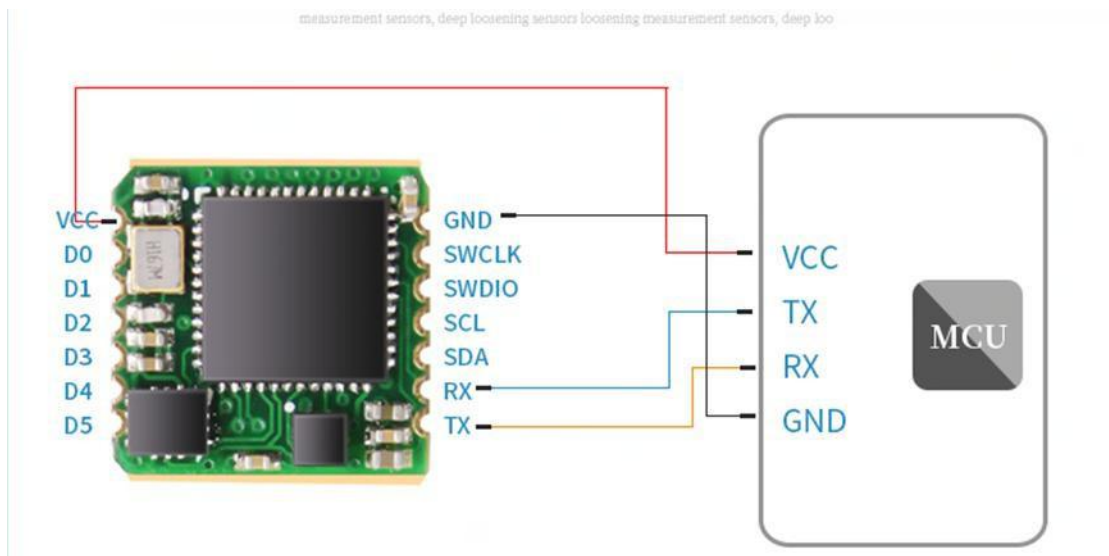 measurement sensors, deep loosening sensors loosening measurement sensors, deep loo
VCC
D0
D1
D2
D3
D4
D5
GND
SWCLK
SWDIO
SCL
SDA
RX
TX
VCC
TX
RX
GND
MCU